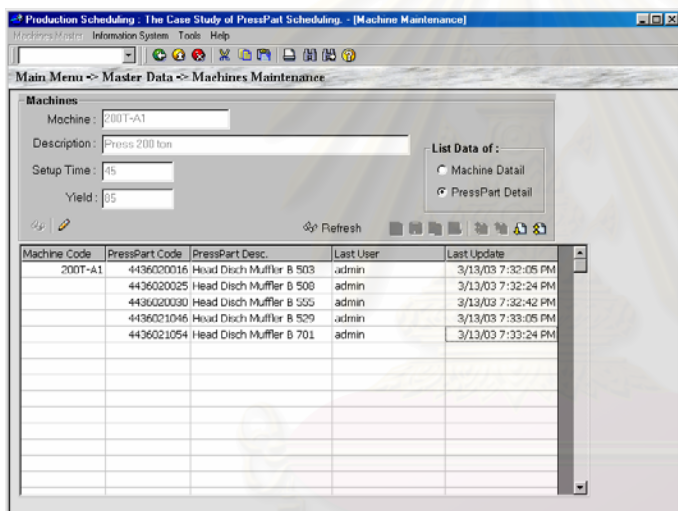 Production Scheduling : The Case Study of PressPart Scheduling. - [Machine Maintenance]
Machines Master Information System Tools Help
Main Menu -> Master Data -> Machines Maintenance
Machines
Machine : 200T-A1
Description : Press 200 ton
List Data of :
Setup Time : 45
Machine Datail
Yield : 85
PressPart Detail
Refresh
Machine Code PressPart Code PressPart Desc. Last User Last Update
200T-A1 4436020016 Head Disch Muffler B 503 admin 3/13/03 7:32:05 PM
4436020025 Head Disch Muffler B 508 admin 3/13/03 7:32:24 PM
4436020030 Head Disch Muffler B 555 admin 3/13/03 7:32:42 PM
4436021046 Head Disch Muffler B 529 admin 3/13/03 7:33:05 PM
4436021054 Head Disch Muffler B 701 admin 3/13/03 7:33:24 PM